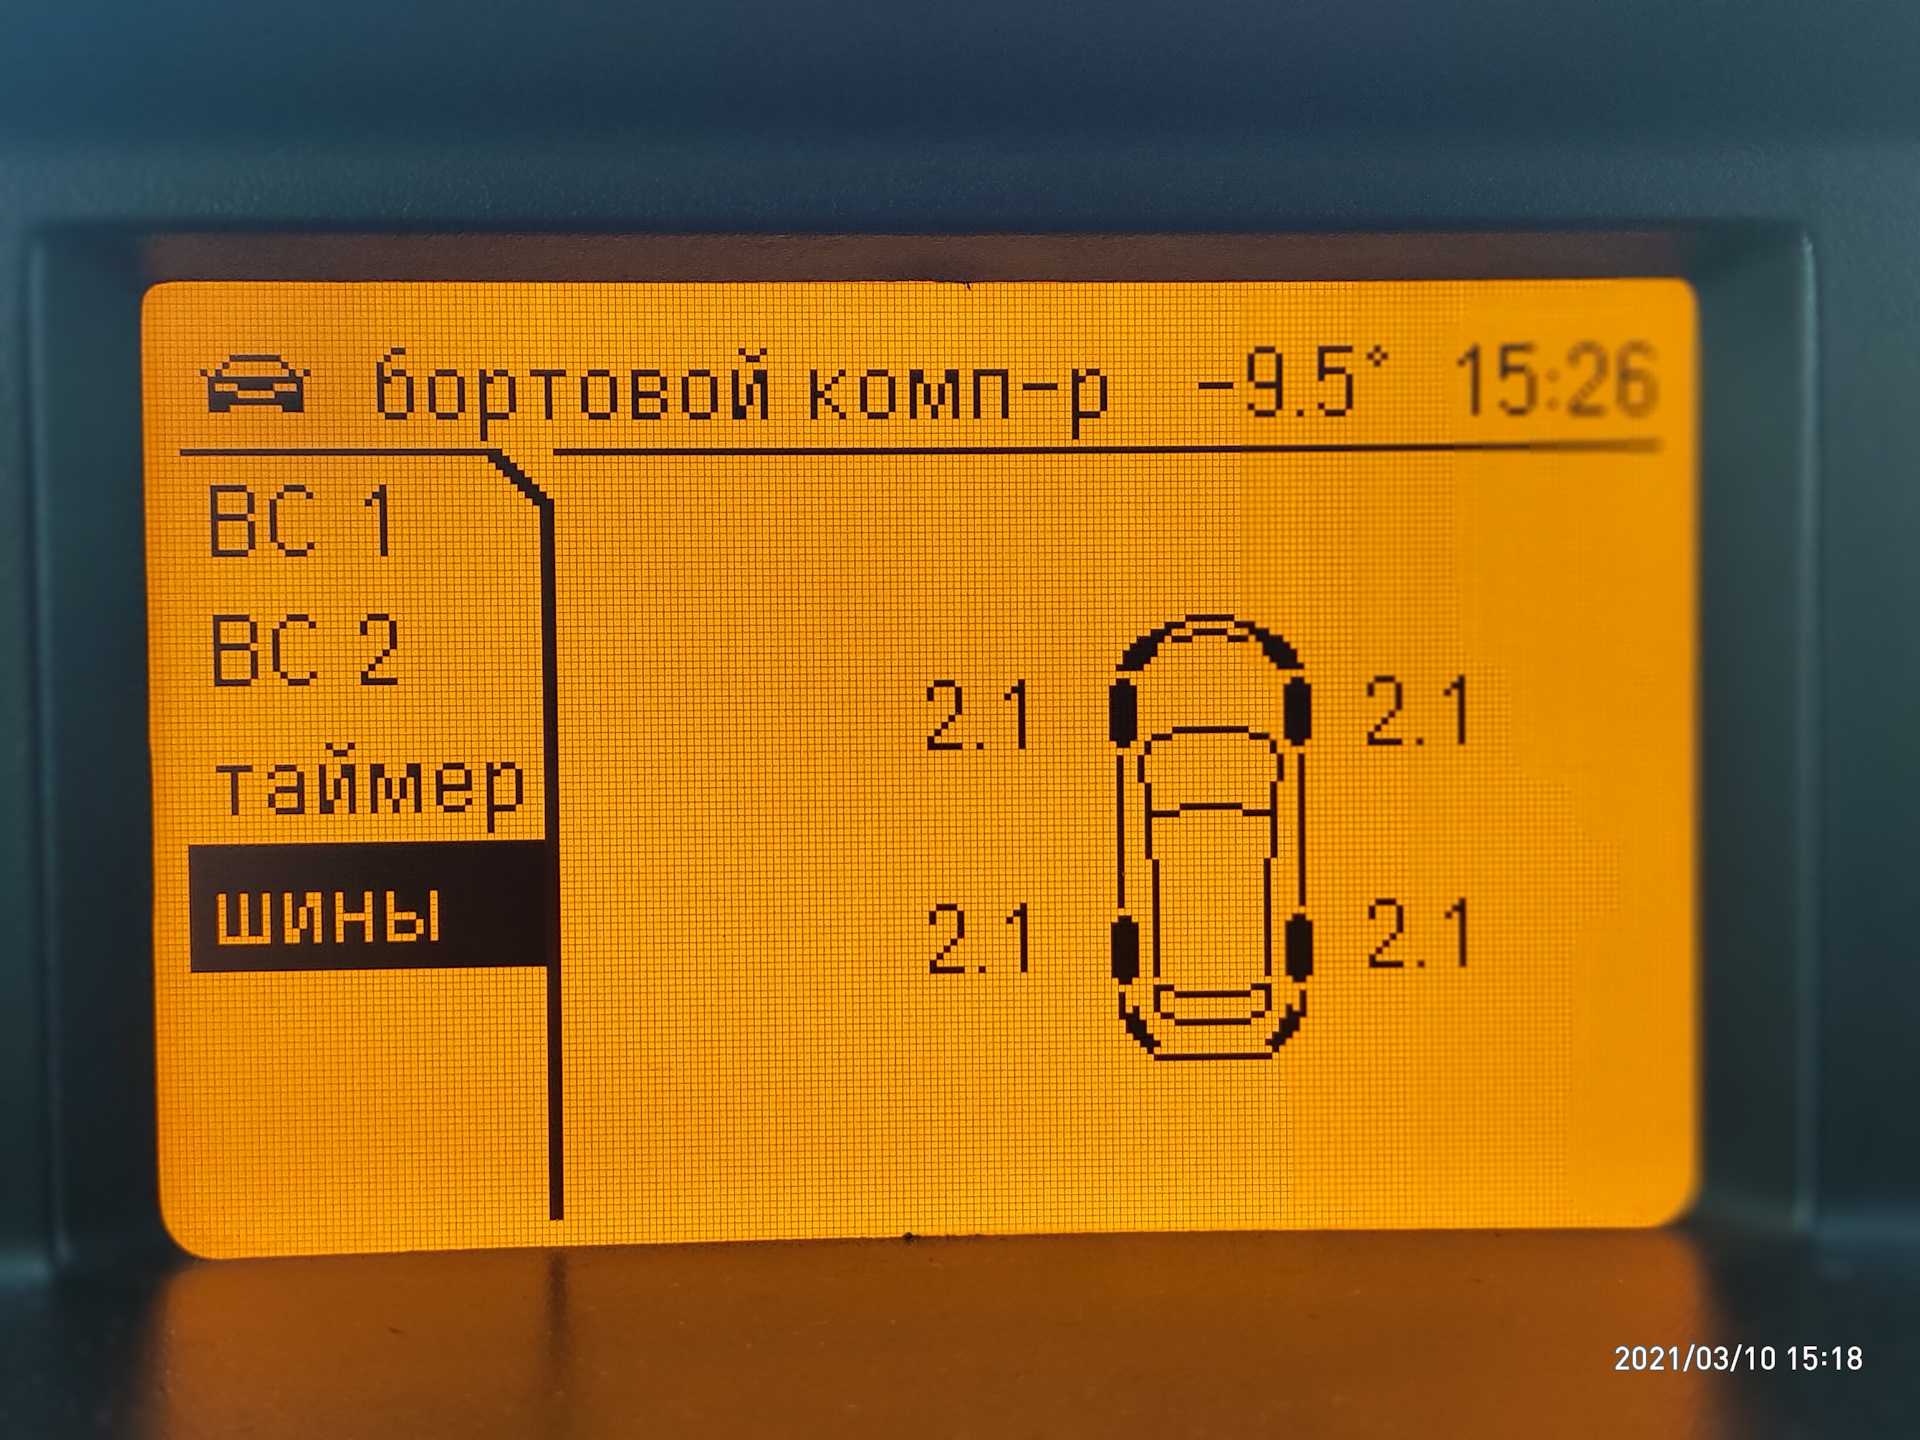 бортовой комп-р -9.5° 15:26
BC 1
BC 2
таймер
шины
2.1 2.1
2.1 2.1
2021/03/10 15:18